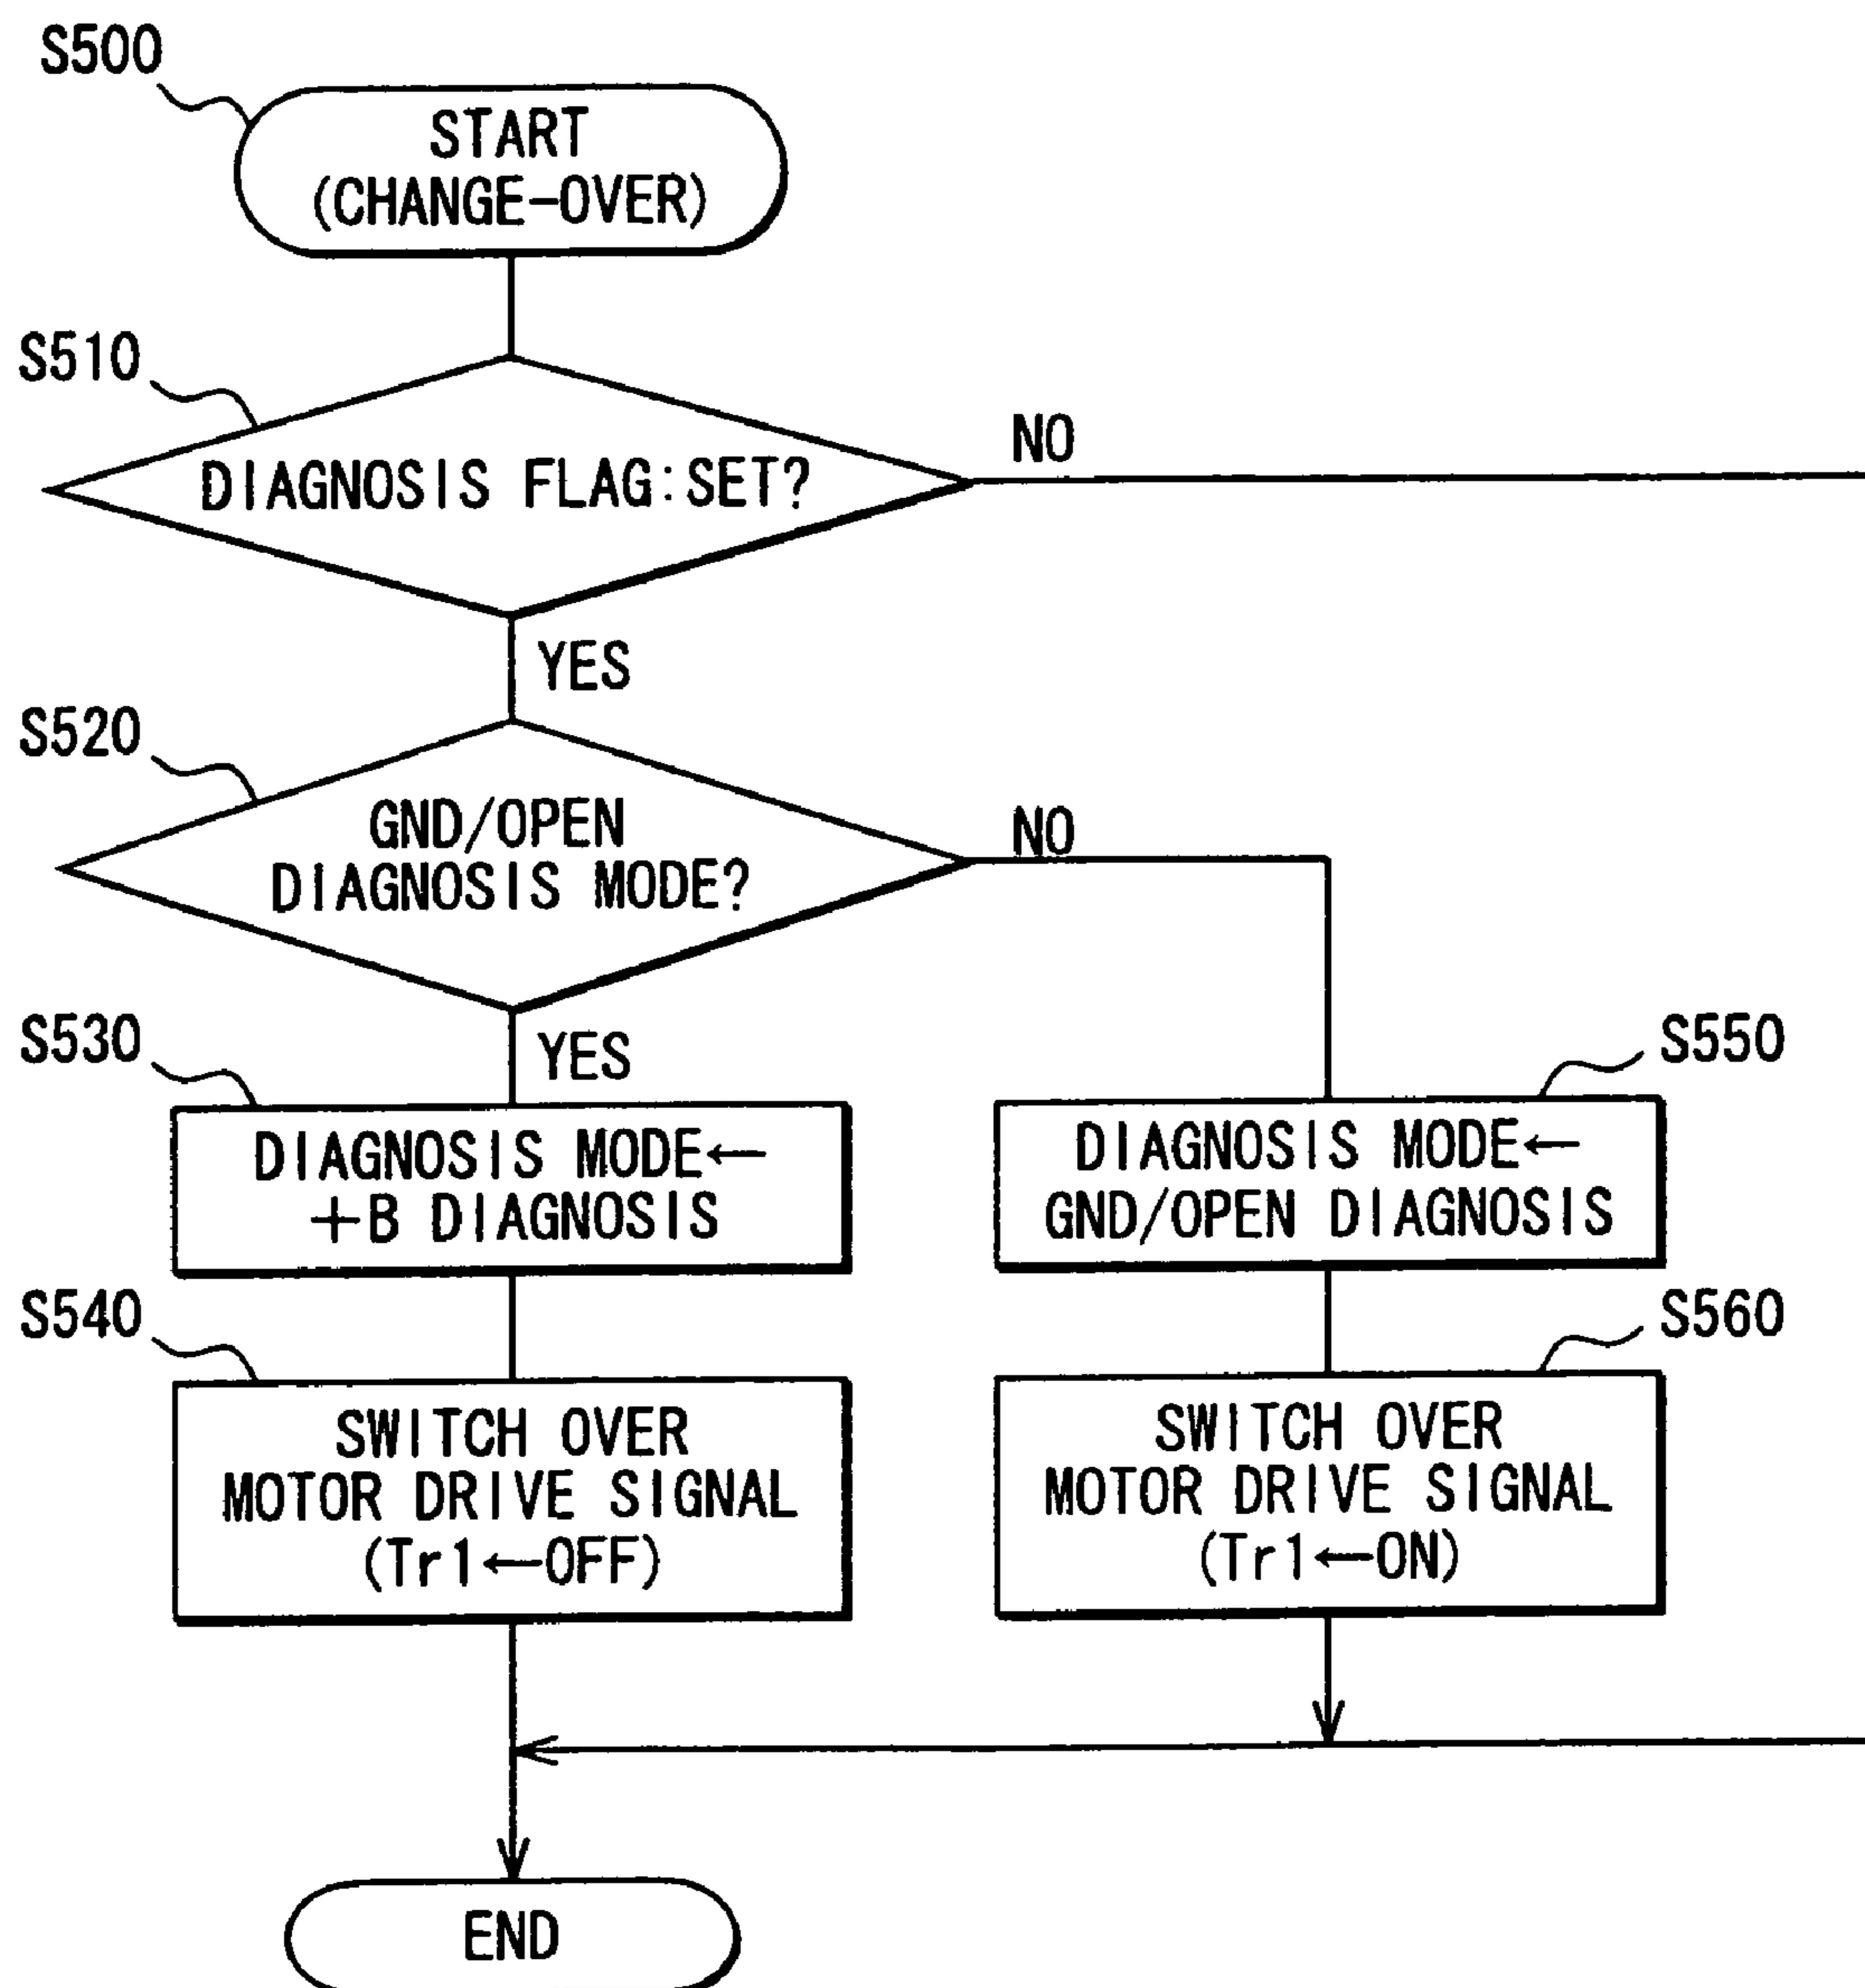 S500
START
(CHANGE-OVER)
S510
DIAGNOSIS FLAG:SET?
NO
YES
S520
GND/OPEN
DIAGNOSIS MODE?
NO
YES
S530
DIAGNOSIS MODE←
+B DIAGNOSIS
S550
DIAGNOSIS MODE←
GND/OPEN DIAGNOSIS
S540
SWITCH OVER
MOTOR DRIVE SIGNAL
(Tr1←OFF)
S560
SWITCH OVER
MOTOR DRIVE SIGNAL
(Tr1←ON)
END